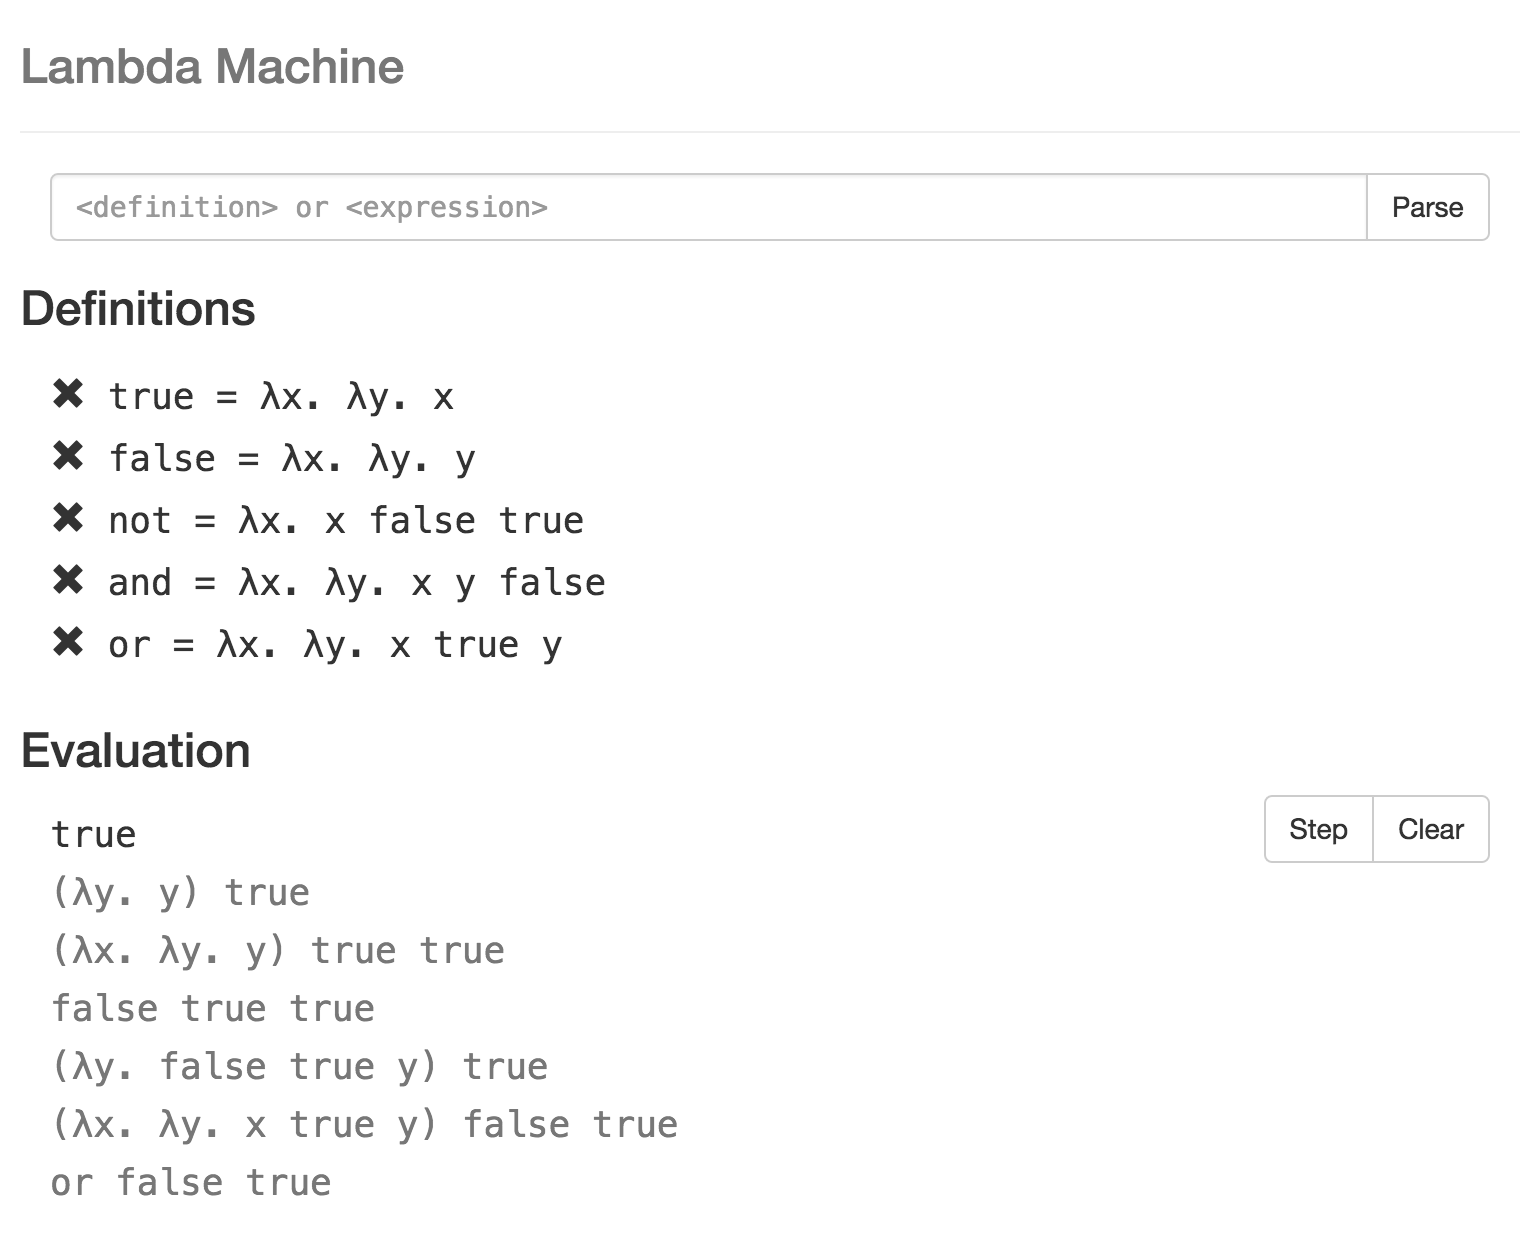 Lambda Machine
<definition> or <expression>
Parse
Definitions
✖ true = λx. λy. x
✖ false = λx. λy. y
✖ not = λx. x false true
✖ and = λx. λy. x y false
✖ or = λx. λy. x true y
Evaluation
Step
Clear
true
(λy. y) true
(λx. λy. y) true true
false true true
(λy. false true y) true
(λx. λy. x true y) false true
or false true